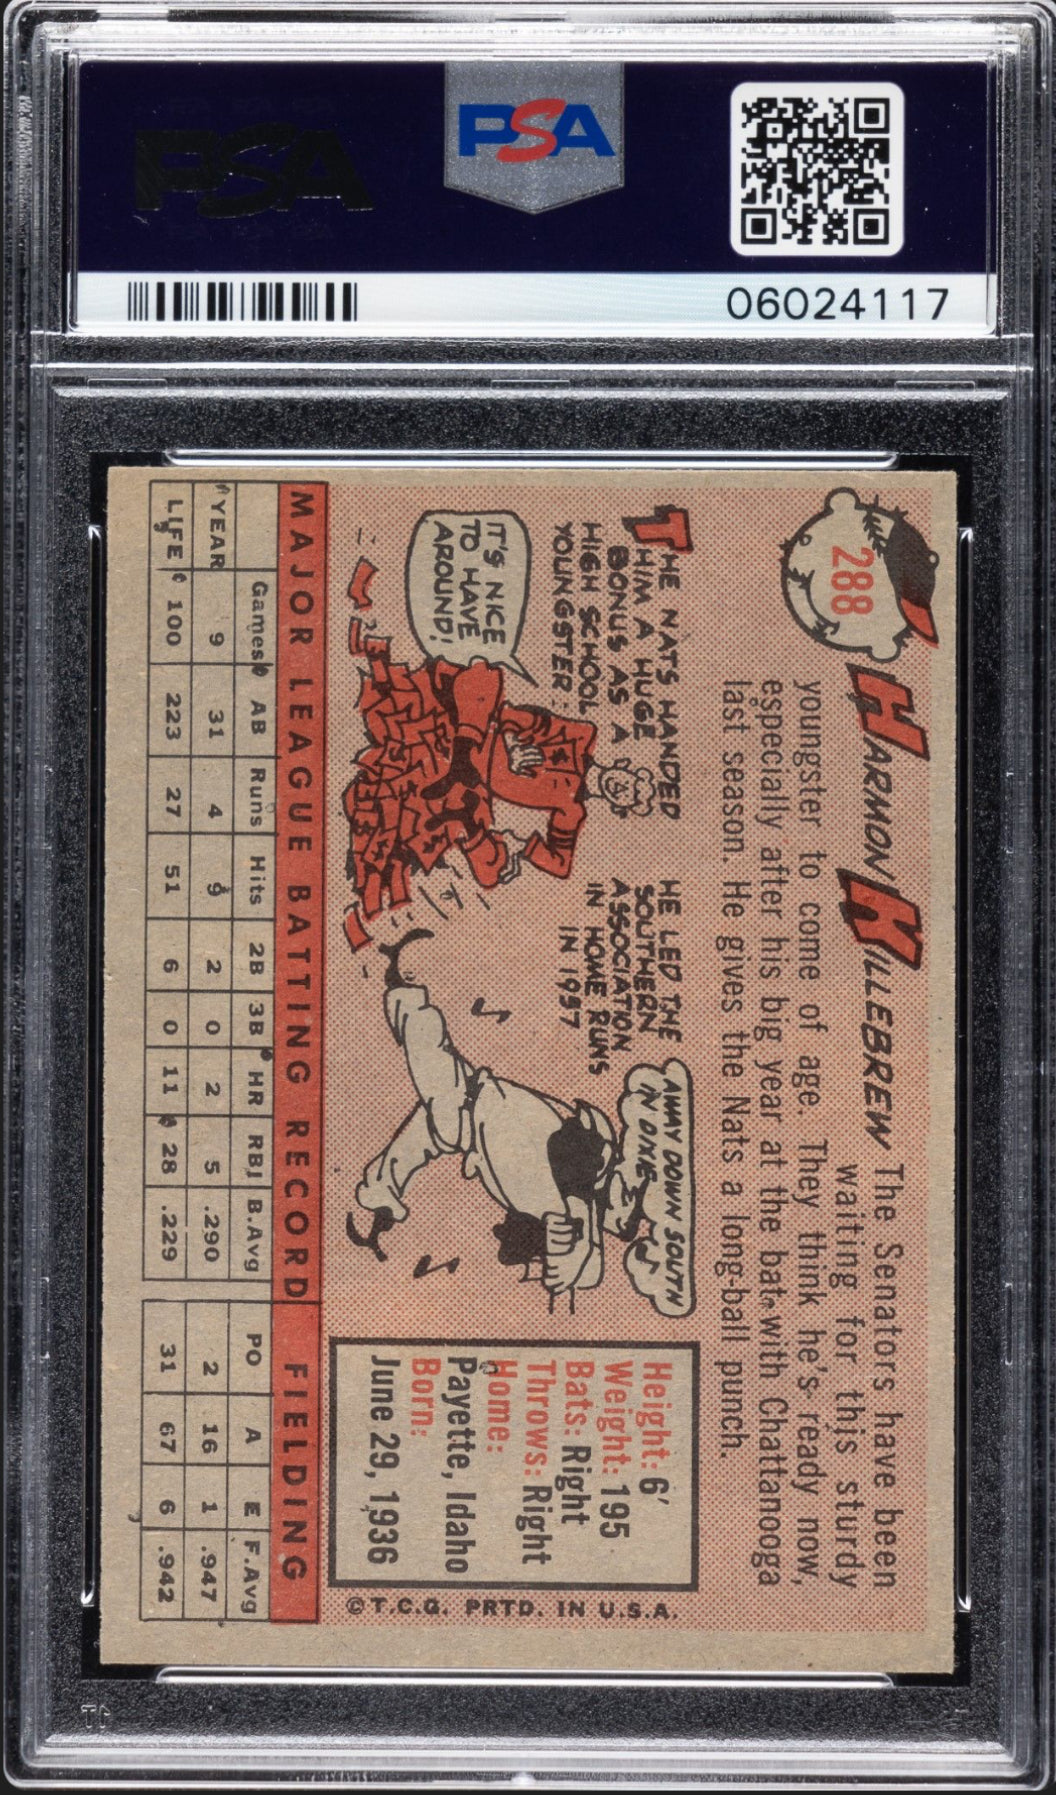 PSA
PSA
06024117
288
HARMON KILLEBREW The Senators have been
waiting for this sturdy
youngster to come of age. They think he's ready now,
especially after his big year at the bat with Chattanooga
last season. He gives the Nats a long-ball punch.
THE NATS HANDED
HIM A HUGE
BONUS AS A
HIGH SCHOOL
YOUNGSTER-
IT'S NICE
TO HAVE
AROUND!
HE LED THE
SOUTHERN
ASSOCIATION
IN HOME RUNS
IN 1957
AWAY DOWN SOUTH
IN DIXIE
Height: 6'
Weight: 195
Bats: Right
Throws: Right
Home:
Payette, Idaho
Born:
June 29, 1936
©T.C.G. PRTD. IN U.S.A.
MAJOR LEAGUE BATTING RECORD FIELDING
Games AB Runs Hits 2B 3B HR RBI B.Avg PO A E F.Avg
YEAR 9 31 4 9 2 0 2 5 .290 2 16 1 .947
LIFE 100 223 27 51 6 0 11 28 .229 31 67 6 .942